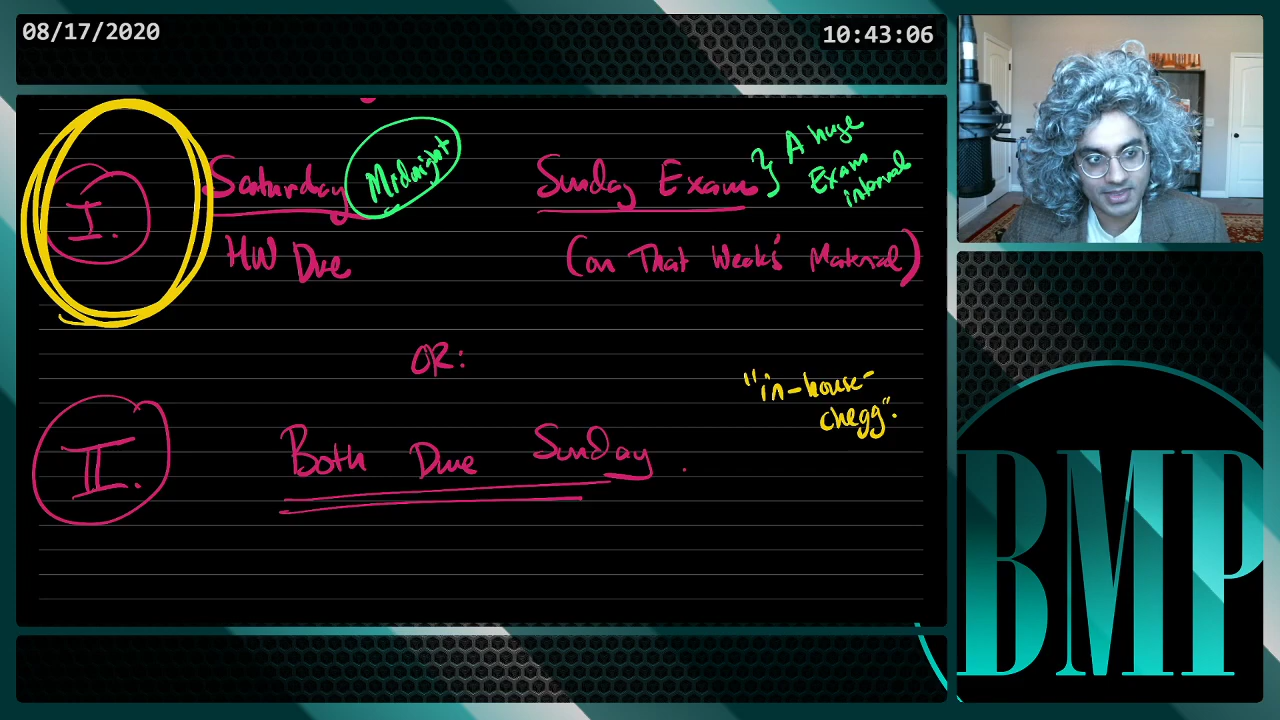 08/17/2020
10:43:06
I.
Saturday Midnight
Sunday Exam } A huge
Exam
interval
HW Due
(on That Week's Material)
OR:
"in-house-
chegg".
II.
Both Due Sunday.
BMP